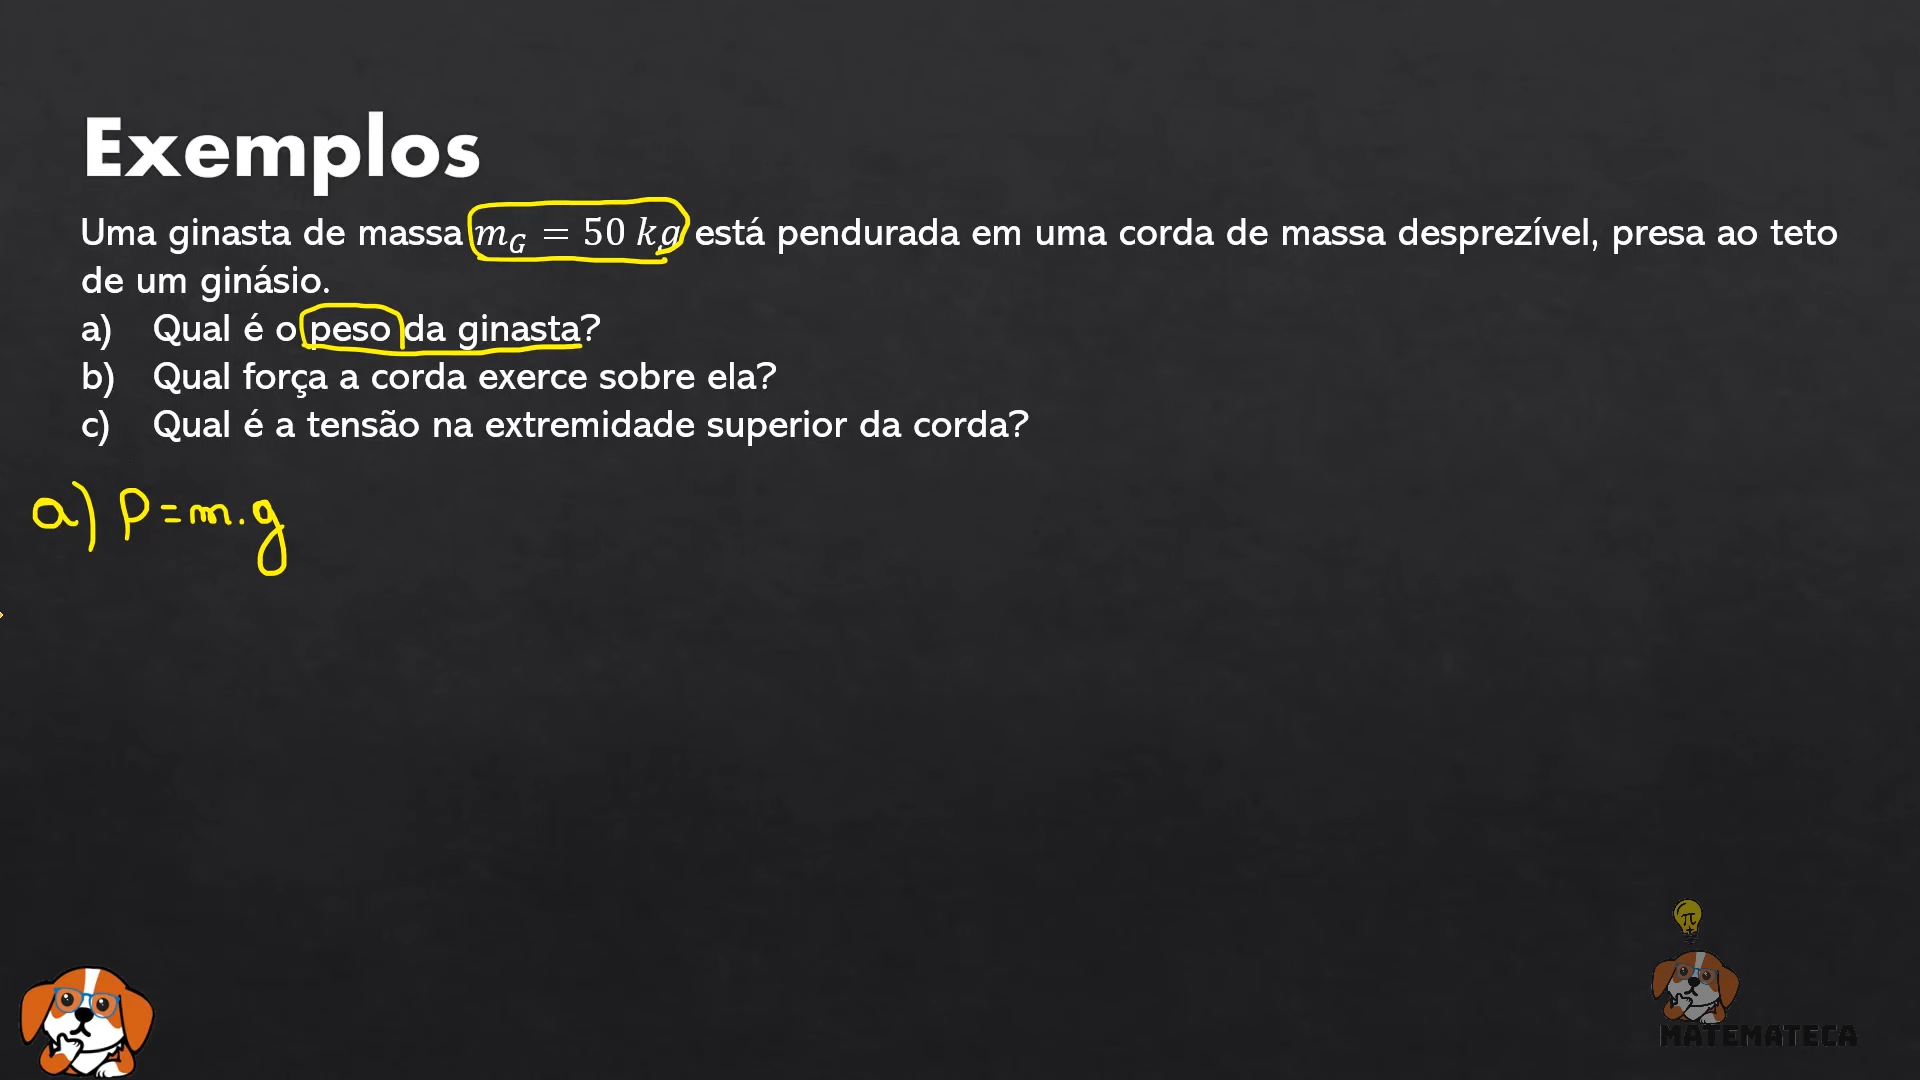 Exemplos
Uma ginasta de massa m_G = 50 kg está pendurada em uma corda de massa desprezível, presa ao teto
de um ginásio.
a) Qual é o peso da ginasta?
b) Qual força a corda exerce sobre ela?
c) Qual é a tensão na extremidade superior da corda?
a) P=m.g
π
MATEMATECA